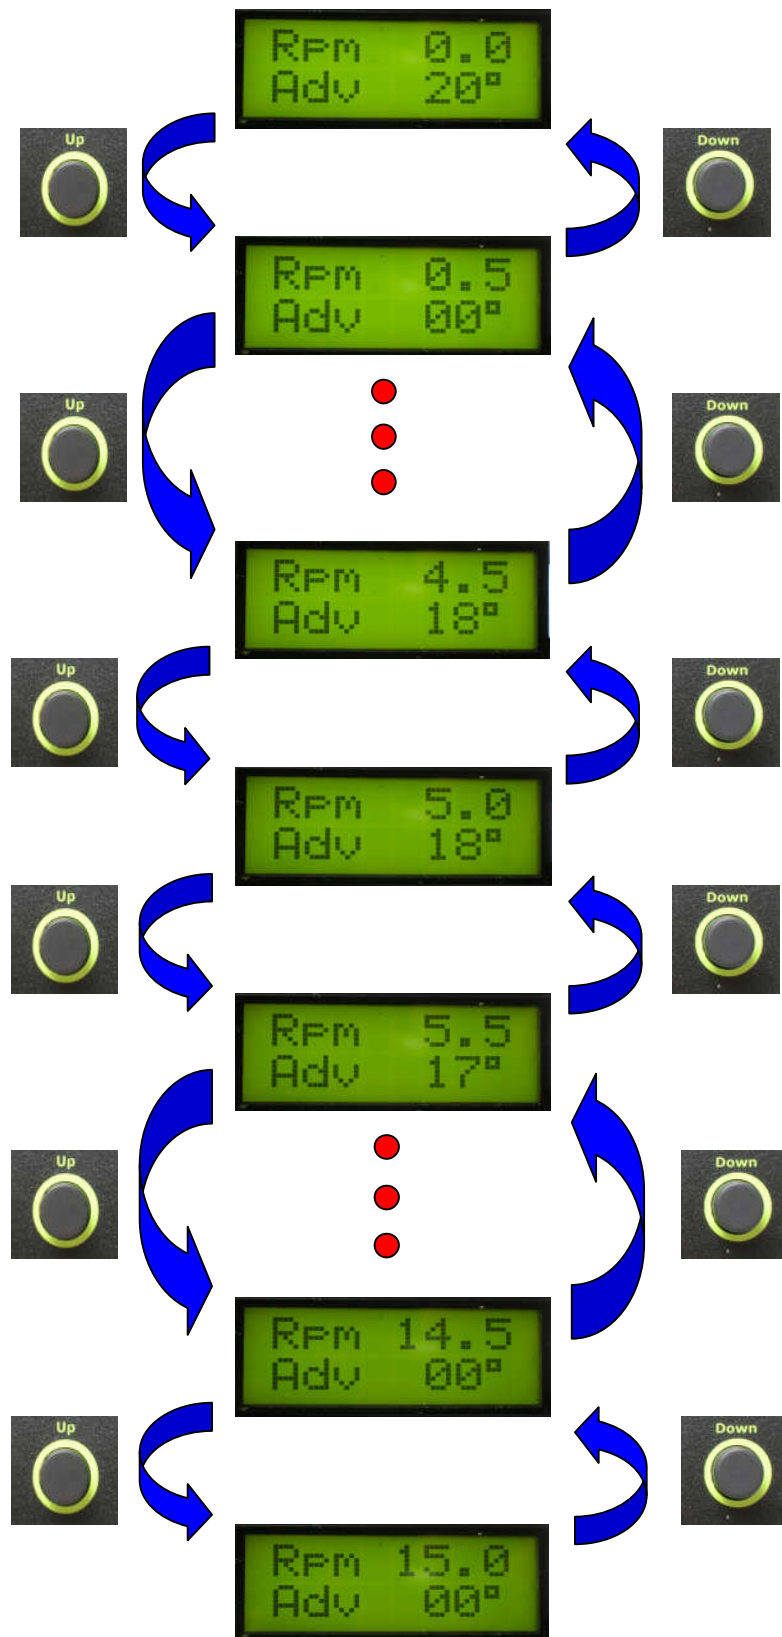 Rpm 0.0
Adv 20°
Up
Down
Rpm 0.5
Adv 00°
Up
Down
Rpm 4.5
Adv 18°
Up
Down
Rpm 5.0
Adv 18°
Up
Down
Rpm 5.5
Adv 17°
Up
Down
Rpm 14.5
Adv 00°
Up
Down
Rpm 15.0
Adv 00°